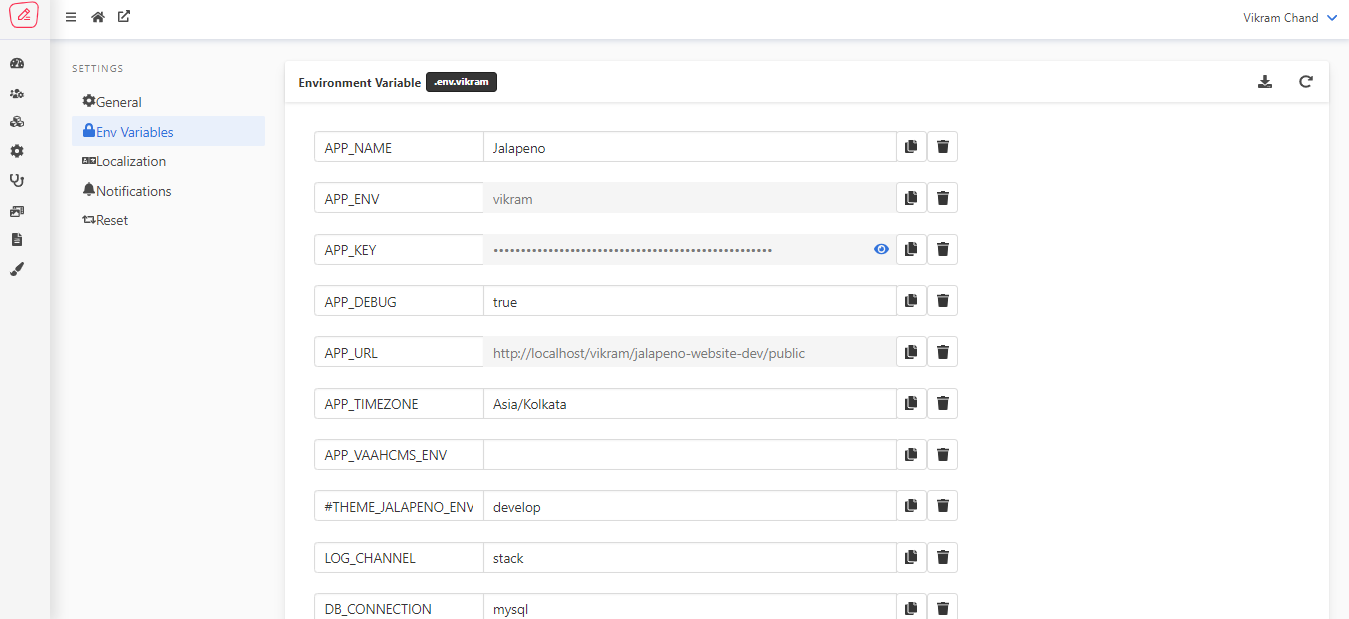 Vikram Chand
SETTINGS
General
Env Variables
Localization
Notifications
Reset
Environment Variable .env.vikram
APP_NAME Jalapeno
APP_ENV vikram
APP_KEY
APP_DEBUG true
APP_URL http://localhost/vikram/jalapeno-website-dev/public
APP_TIMEZONE Asia/Kolkata
APP_VAAHCMS_ENV
#THEME_JALAPENO_ENV develop
LOG_CHANNEL stack
DB_CONNECTION mysql